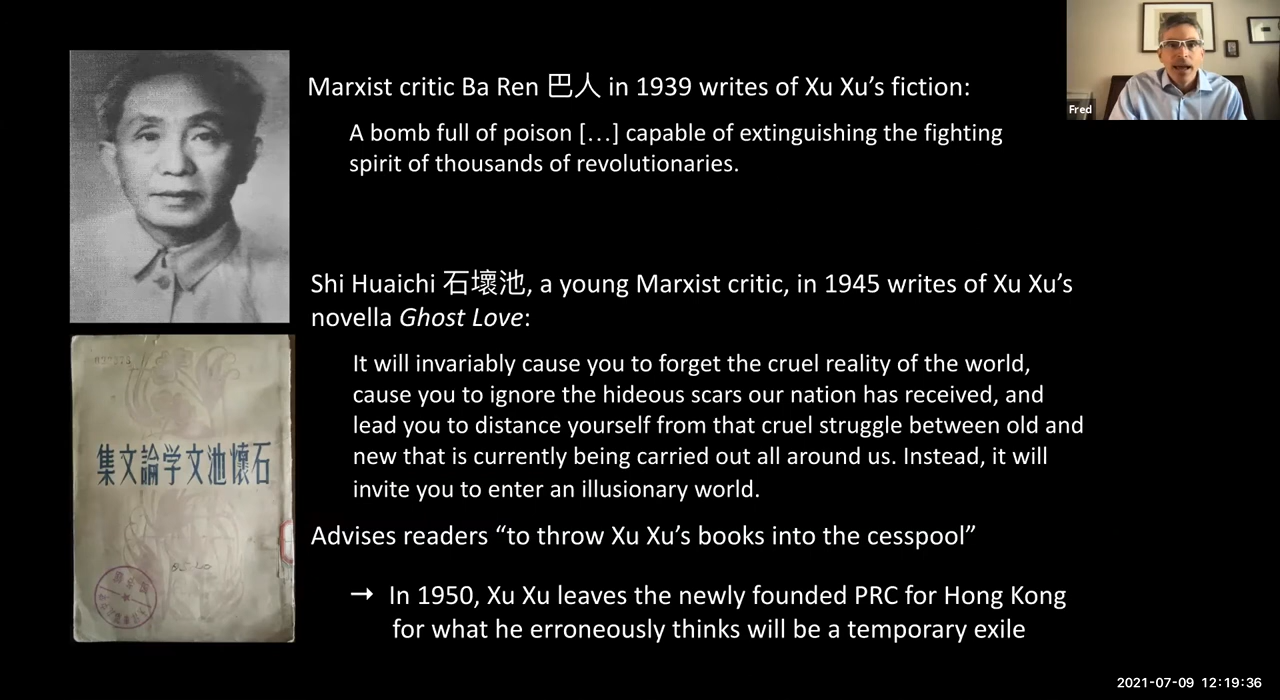 Marxist critic Ba Ren 巴人 in 1939 writes of Xu Xu’s fiction:
A bomb full of poison […] capable of extinguishing the fighting
spirit of thousands of revolutionaries.
Fred
Shi Huaichi 石壞池, a young Marxist critic, in 1945 writes of Xu Xu’s
novella Ghost Love:
It will invariably cause you to forget the cruel reality of the world,
cause you to ignore the hideous scars our nation has received, and
lead you to distance yourself from that cruel struggle between old and
new that is currently being carried out all around us. Instead, it will
invite you to enter an illusionary world.
集文論学文池懷石
Advises readers “to throw Xu Xu’s books into the cesspool”
➞ In 1950, Xu Xu leaves the newly founded PRC for Hong Kong
for what he erroneously thinks will be a temporary exile
2021-07-09 12:19:36